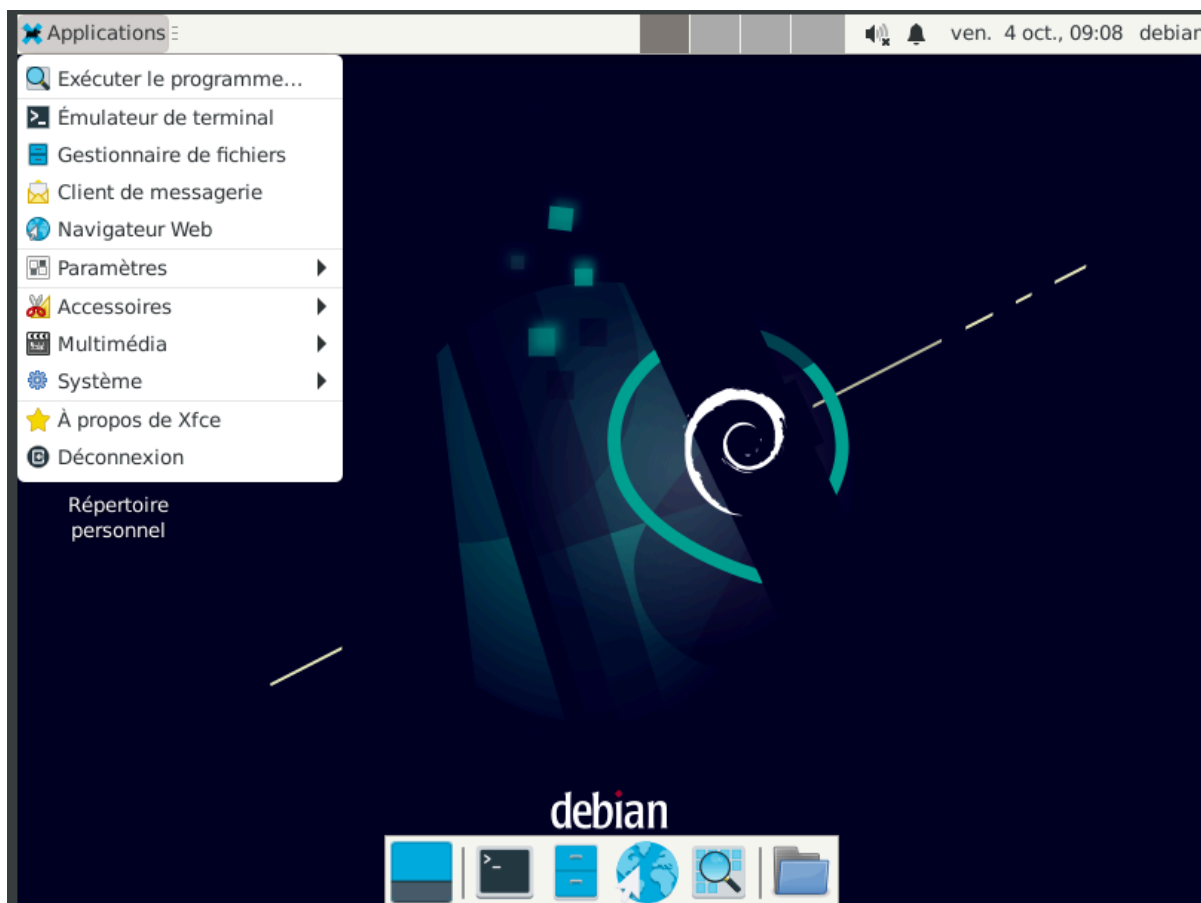 Applications
ven. 4 oct., 09:08 debian
Exécuter le programme...
Émulateur de terminal
Gestionnaire de fichiers
Client de messagerie
Navigateur Web
Paramètres
Accessoires
Multimédia
Système
À propos de Xfce
Déconnexion
Répertoire
personnel
debian